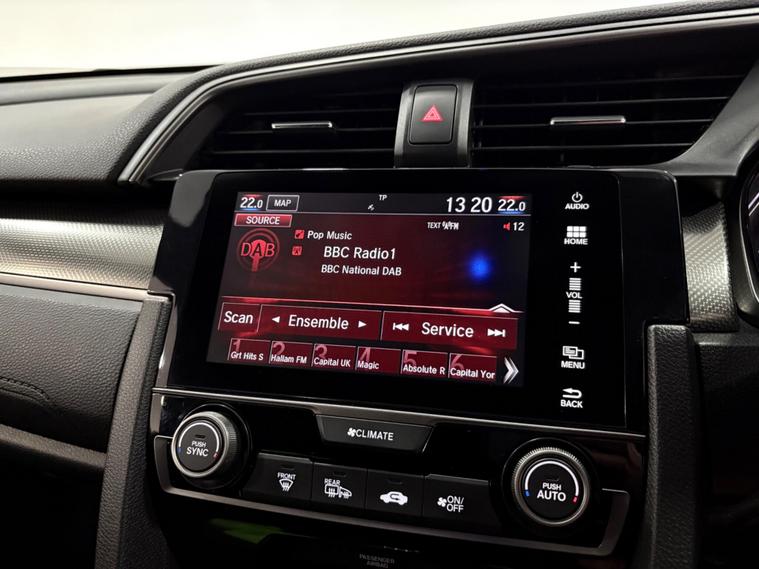 22.0 MAP TP 13 20 22.0
SOURCE TEXT 12
DAB
Pop Music
BBC Radio1
BBC National DAB
Scan Ensemble Service
1 2 3 4 5 6
Grt Hits S Hallam FM Capital UK Magic Absolute R Capital Yor
AUDIO
HOME
+
VOL
-
MENU
BACK
CLIMATE
PUSH
SYNC
FRONT
REAR
ON/
OFF
PUSH
AUTO
PASSENGER
AIRBAG